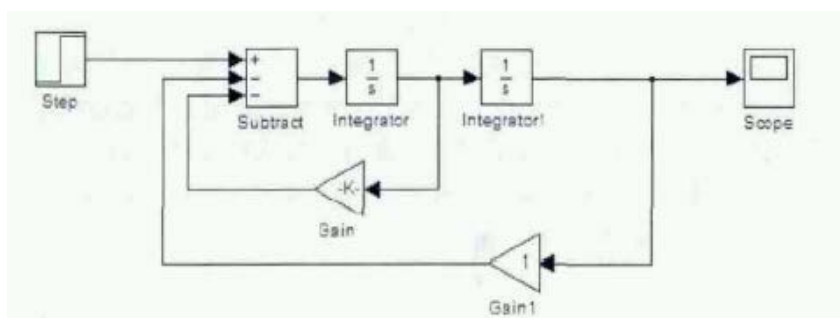 +
−
−
1
s
1
s
Step
Subtract
Integrator
Integrator1
Scope
-K-
Gain
1
Gain1